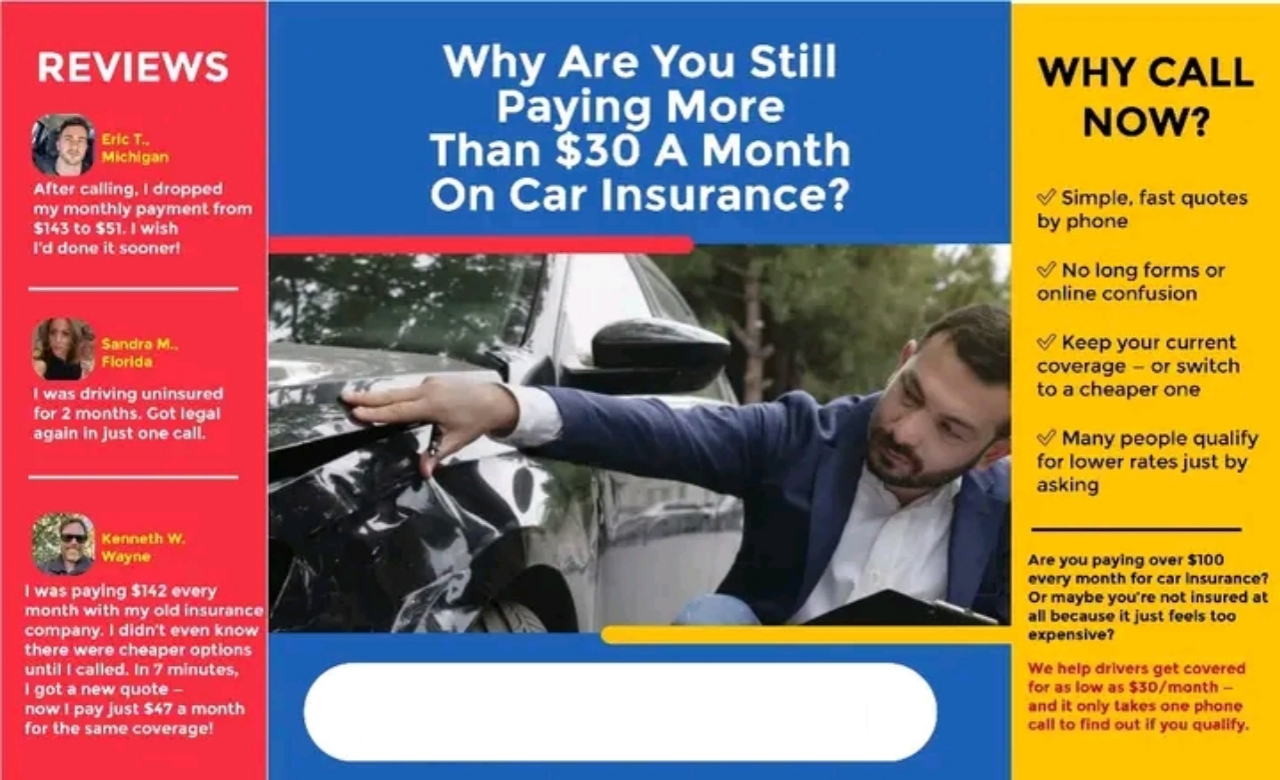 REVIEWS
Eric T.,
Michigan
After calling, I dropped
my monthly payment from
$143 to $51. I wish
I'd done it sooner!
Sandra M.,
Florida
I was driving uninsured
for 2 months. Got legal
again in just one call.
Kenneth W.
Wayne
I was paying $142 every
month with my old insurance
company. I didn't even know
there were cheaper options
until I called. In 7 minutes,
I got a new quote –
now I pay just $47 a month
for the same coverage!
Why Are You Still
Paying More
Than $30 A Month
On Car Insurance?
WHY CALL
NOW?
✓ Simple, fast quotes
by phone
✓ No long forms or
online confusion
✓ Keep your current
coverage – or switch
to a cheaper one
✓ Many people qualify
for lower rates just by
asking
Are you paying over $100
every month for car insurance?
Or maybe you're not insured at
all because it just feels too
expensive?
We help drivers get covered
for as low as $30/month –
and it only takes one phone
call to find out if you qualify.